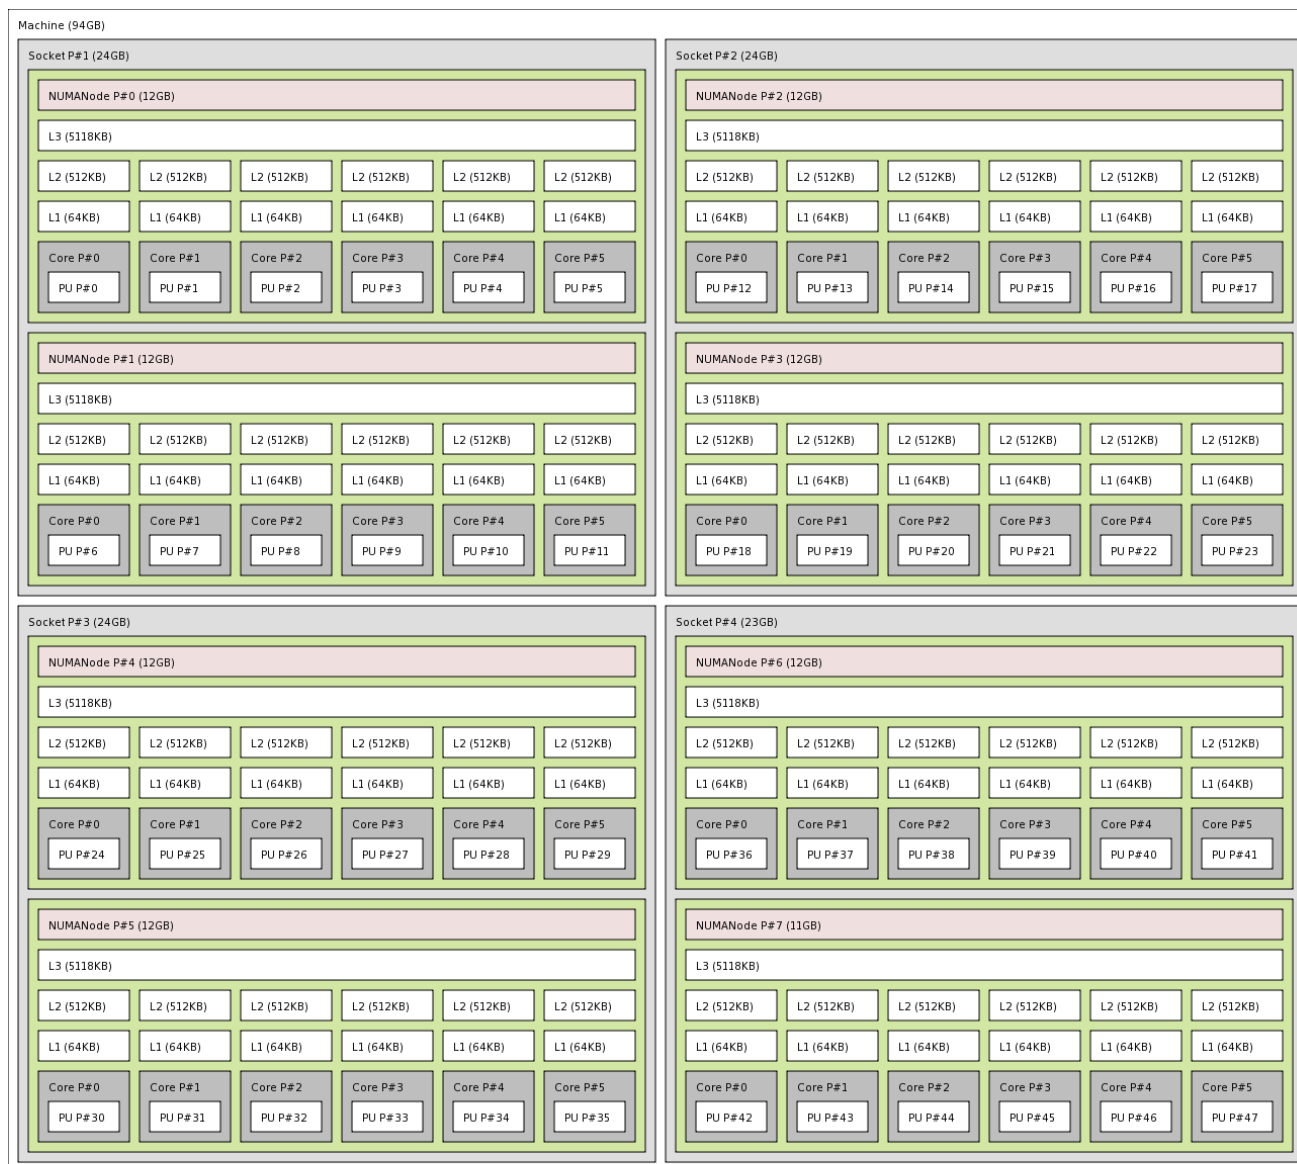 Machine (94GB)
Socket P#1 (24GB)
NUMANode P#0 (12GB)
L3 (5118KB)
L2 (512KB) L2 (512KB) L2 (512KB) L2 (512KB) L2 (512KB) L2 (512KB)
L1 (64KB) L1 (64KB) L1 (64KB) L1 (64KB) L1 (64KB) L1 (64KB)
Core P#0 Core P#1 Core P#2 Core P#3 Core P#4 Core P#5
PU P#0 PU P#1 PU P#2 PU P#3 PU P#4 PU P#5
NUMANode P#1 (12GB)
L3 (5118KB)
L2 (512KB) L2 (512KB) L2 (512KB) L2 (512KB) L2 (512KB) L2 (512KB)
L1 (64KB) L1 (64KB) L1 (64KB) L1 (64KB) L1 (64KB) L1 (64KB)
Core P#0 Core P#1 Core P#2 Core P#3 Core P#4 Core P#5
PU P#6 PU P#7 PU P#8 PU P#9 PU P#10 PU P#11
Socket P#2 (24GB)
NUMANode P#2 (12GB)
L3 (5118KB)
L2 (512KB) L2 (512KB) L2 (512KB) L2 (512KB) L2 (512KB) L2 (512KB)
L1 (64KB) L1 (64KB) L1 (64KB) L1 (64KB) L1 (64KB) L1 (64KB)
Core P#0 Core P#1 Core P#2 Core P#3 Core P#4 Core P#5
PU P#12 PU P#13 PU P#14 PU P#15 PU P#16 PU P#17
NUMANode P#3 (12GB)
L3 (5118KB)
L2 (512KB) L2 (512KB) L2 (512KB) L2 (512KB) L2 (512KB) L2 (512KB)
L1 (64KB) L1 (64KB) L1 (64KB) L1 (64KB) L1 (64KB) L1 (64KB)
Core P#0 Core P#1 Core P#2 Core P#3 Core P#4 Core P#5
PU P#18 PU P#19 PU P#20 PU P#21 PU P#22 PU P#23
Socket P#3 (24GB)
NUMANode P#4 (12GB)
L3 (5118KB)
L2 (512KB) L2 (512KB) L2 (512KB) L2 (512KB) L2 (512KB) L2 (512KB)
L1 (64KB) L1 (64KB) L1 (64KB) L1 (64KB) L1 (64KB) L1 (64KB)
Core P#0 Core P#1 Core P#2 Core P#3 Core P#4 Core P#5
PU P#24 PU P#25 PU P#26 PU P#27 PU P#28 PU P#29
NUMANode P#5 (12GB)
L3 (5118KB)
L2 (512KB) L2 (512KB) L2 (512KB) L2 (512KB) L2 (512KB) L2 (512KB)
L1 (64KB) L1 (64KB) L1 (64KB) L1 (64KB) L1 (64KB) L1 (64KB)
Core P#0 Core P#1 Core P#2 Core P#3 Core P#4 Core P#5
PU P#30 PU P#31 PU P#32 PU P#33 PU P#34 PU P#35
Socket P#4 (23GB)
NUMANode P#6 (12GB)
L3 (5118KB)
L2 (512KB) L2 (512KB) L2 (512KB) L2 (512KB) L2 (512KB) L2 (512KB)
L1 (64KB) L1 (64KB) L1 (64KB) L1 (64KB) L1 (64KB) L1 (64KB)
Core P#0 Core P#1 Core P#2 Core P#3 Core P#4 Core P#5
PU P#36 PU P#37 PU P#38 PU P#39 PU P#40 PU P#41
NUMANode P#7 (11GB)
L3 (5118KB)
L2 (512KB) L2 (512KB) L2 (512KB) L2 (512KB) L2 (512KB) L2 (512KB)
L1 (64KB) L1 (64KB) L1 (64KB) L1 (64KB) L1 (64KB) L1 (64KB)
Core P#0 Core P#1 Core P#2 Core P#3 Core P#4 Core P#5
PU P#42 PU P#43 PU P#44 PU P#45 PU P#46 PU P#47